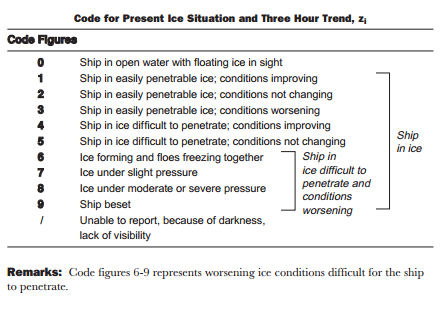 Code for Present Ice Situation and Three Hour Trend, zi
Code Figures
0 Ship in open water with floating ice in sight
1 Ship in easily penetrable ice; conditions improving
2 Ship in easily penetrable ice; conditions not changing
3 Ship in easily penetrable ice; conditions worsening
4 Ship in ice difficult to penetrate; conditions improving
5 Ship in ice difficult to penetrate; conditions not changing
6 Ice forming and floes freezing together
7 Ice under slight pressure
8 Ice under moderate or severe pressure
9 Ship beset
/ Unable to report, because of darkness,
lack of visibility
Ship in
ice difficult to
penetrate and
conditions
worsening
Ship
in ice
Remarks: Code figures 6-9 represents worsening ice conditions difficult for the ship
to penetrate.